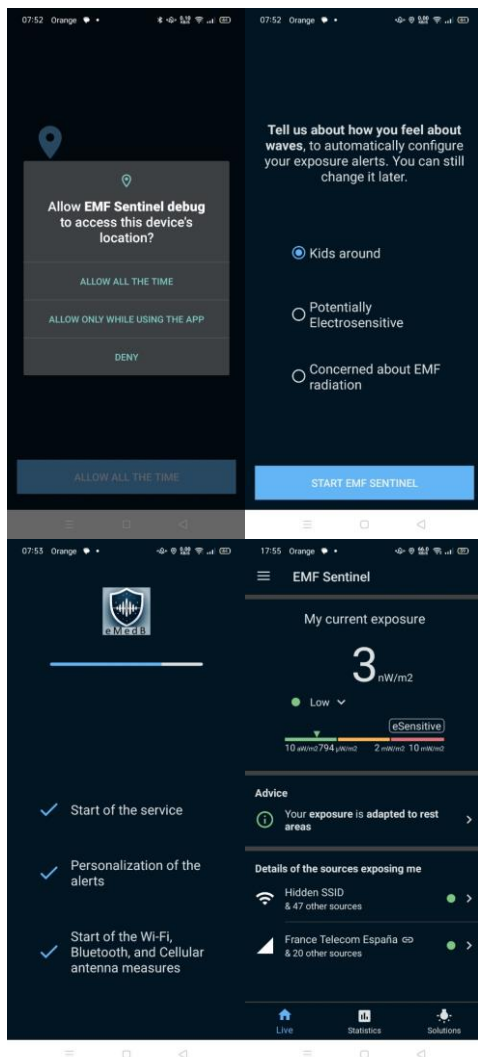 07:52 Orange
Allow EMF Sentinel debug
to access this device's
location?
ALLOW ALL THE TIME
ALLOW ONLY WHILE USING THE APP
DENY
ALLOW ALL THE TIME
07:52 Orange
Tell us about how you feel about
waves, to automatically configure
your exposure alerts. You can still
change it later.
Kids around
Potentially
Electrosensitive
Concerned about EMF
radiation
START EMF SENTINEL
07:53 Orange
eMedB
Start of the service
Personalization of the
alerts
Start of the Wi-Fi,
Bluetooth, and Cellular
antenna measures
17:55 Orange
EMF Sentinel
My current exposure
3 nW/m2
Low
eSensitive
10 aW/m2 794 µW/m2 2 mW/m2 10 mW/m2
Advice
Your exposure is adapted to rest
areas
Details of the sources exposing me
Hidden SSID
& 47 other sources
France Telecom España
& 20 other sources
Live Statistics Solutions